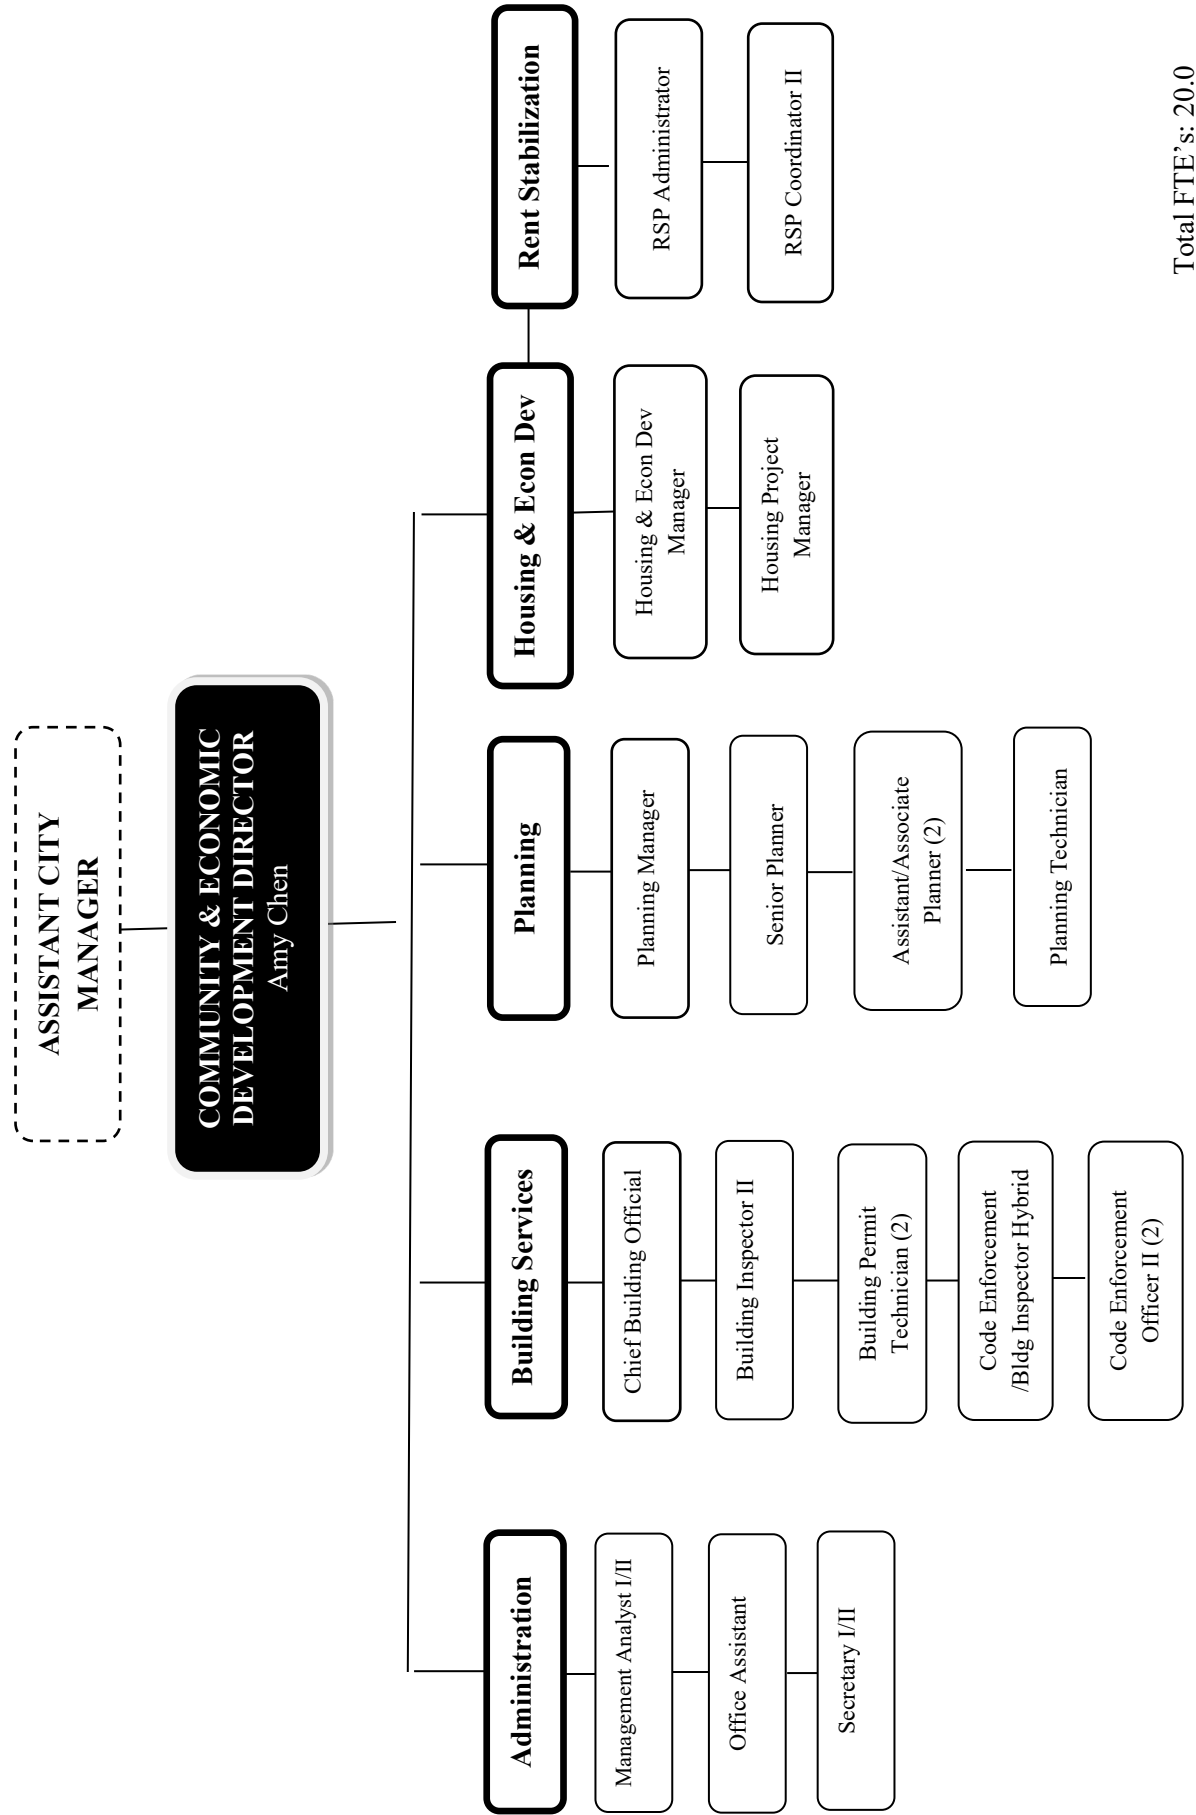 ASSISTANT CITY
MANAGER
COMMUNITY & ECONOMIC
DEVELOPMENT DIRECTOR
Amy Chen
Administration
Management Analyst I/II
Office Assistant
Secretary I/II
Building Services
Chief Building Official
Building Inspector II
Building Permit
Technician (2)
Code Enforcement
/Bldg Inspector Hybrid
Code Enforcement
Officer II (2)
Planning
Planning Manager
Senior Planner
Assistant/Associate
Planner (2)
Planning Technician
Housing & Econ Dev
Housing & Econ Dev
Manager
Housing Project
Manager
Rent Stabilization
RSP Administrator
RSP Coordinator II
Total FTE’s: 20.0